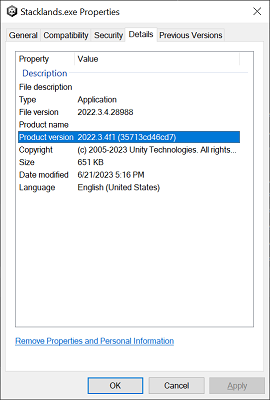 Stacklands.exe Properties
General Compatibility Security Details Previous Versions
Property Value
Description
File description
Type Application
File version 2022.3.4.28988
Product name
Product version 2022.3.4f1 (35713cd46cd7)
Copyright (c) 2005-2023 Unity Technologies. All rights...
Size 651 KB
Date modified 6/21/2023 5:16 PM
Language English (United States)
Remove Properties and Personal Information
OK Cancel Apply